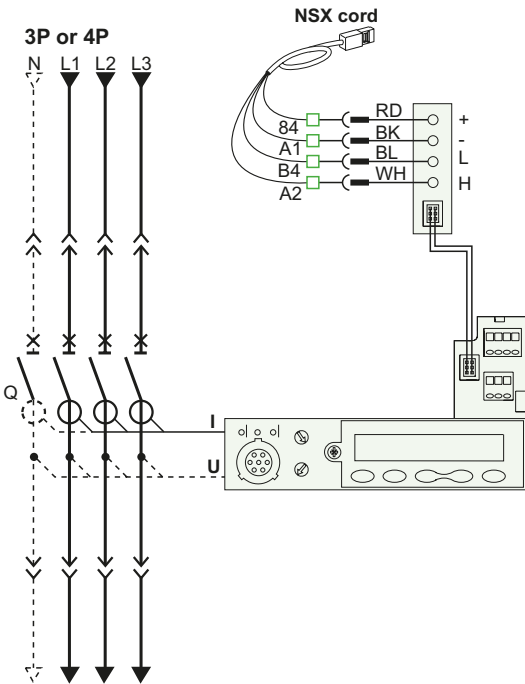 NSX cord
3P or 4P
N L1 L2 L3
84 RD +
A1 BK -
B4 BL L
A2 WH H
Q
I
U